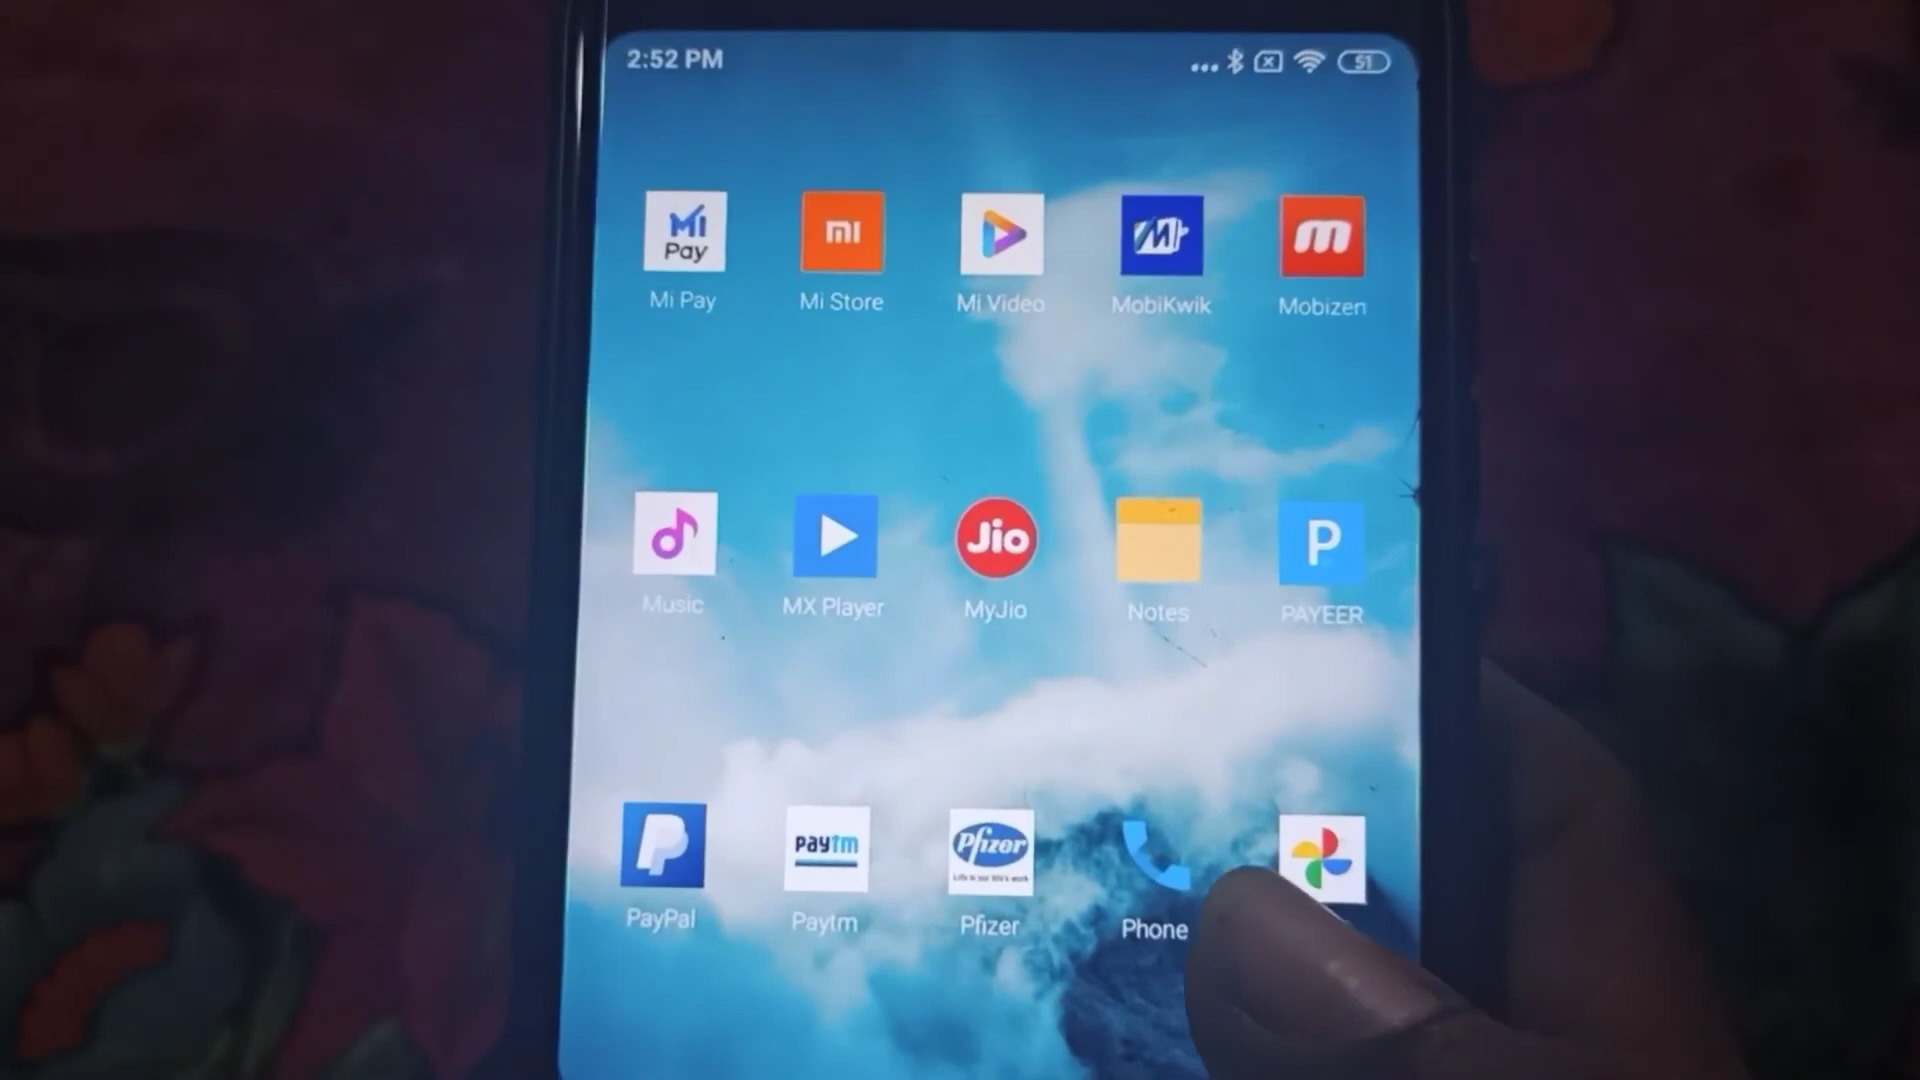 2:52 PM
51
Mi
Pay
mi
m
Mi Pay
Mi Store
Mi Video
MobiKwik
Mobizen
Jio
P
Music
MX Player
MyJio
Notes
PAYEER
P
paytm
Pfizer
Life is our life's work
PayPal
Paytm
Pfizer
Phone